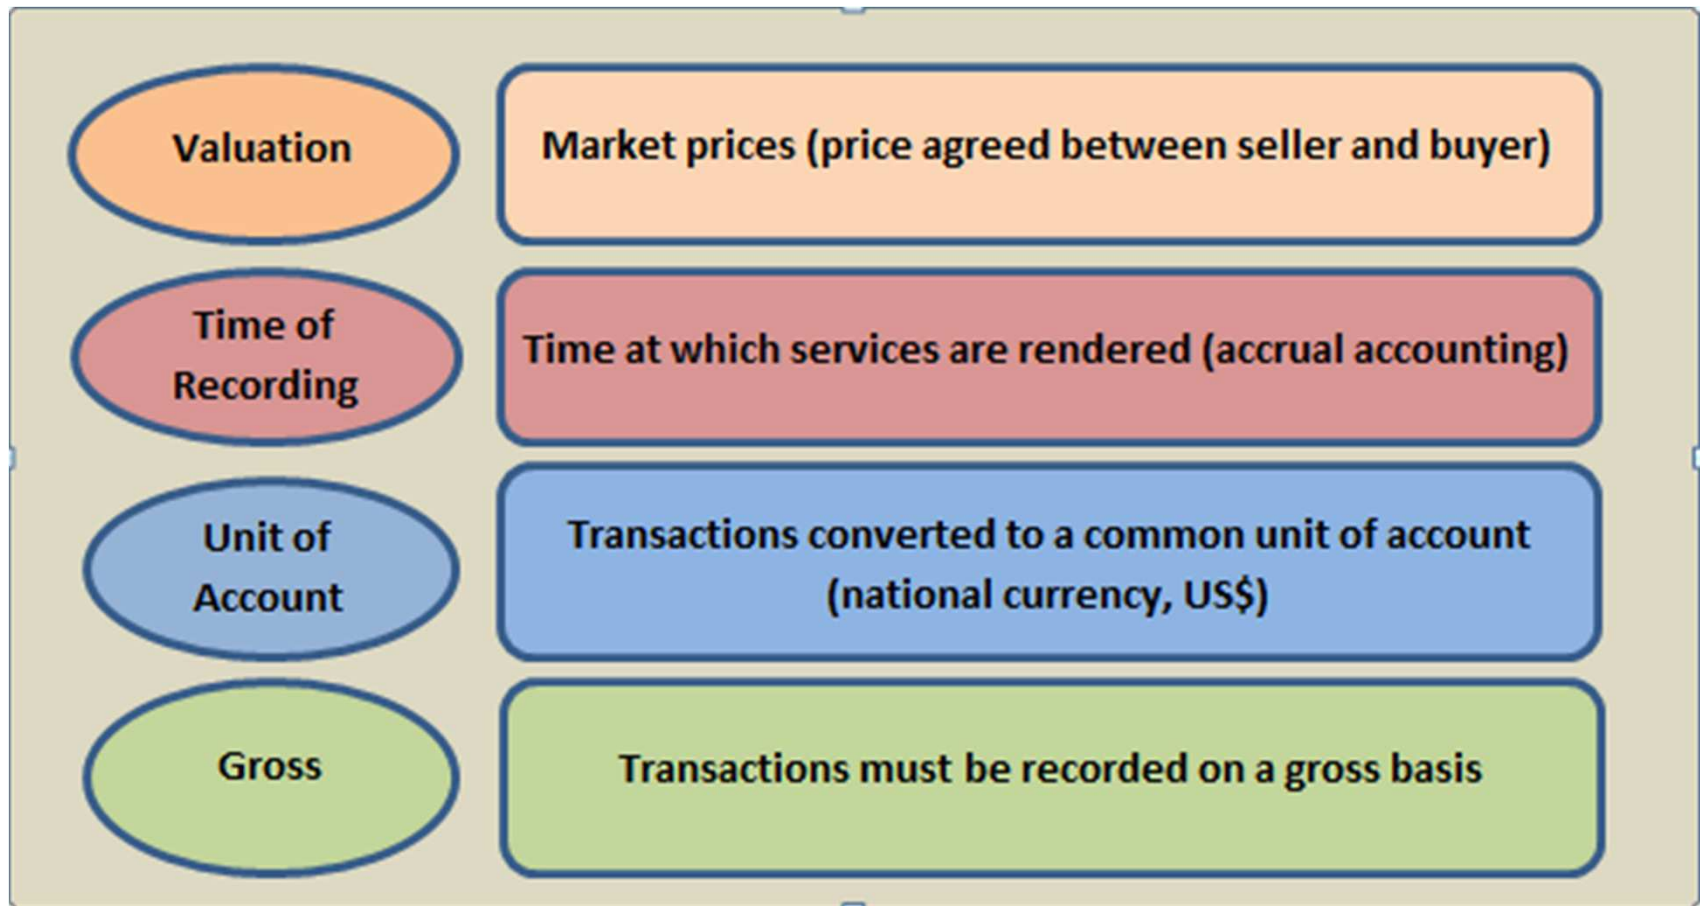 Valuation
Market prices (price agreed between seller and buyer)
Time of
Recording
Time at which services are rendered (accrual accounting)
Unit of
Account
Transactions converted to a common unit of account
(national currency, US$)
Gross
Transactions must be recorded on a gross basis